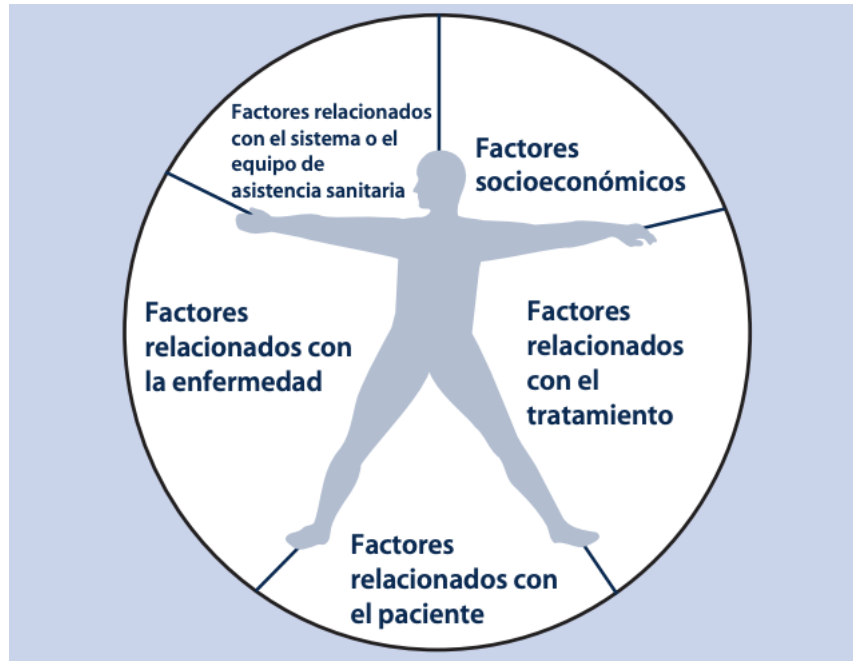 Factores relacionados
con el sistema o el
equipo de
asistencia sanitaria
Factores
socioeconómicos
Factores
relacionados con
la enfermedad
Factores
relacionados
con el
tratamiento
Factores
relacionados con
el paciente